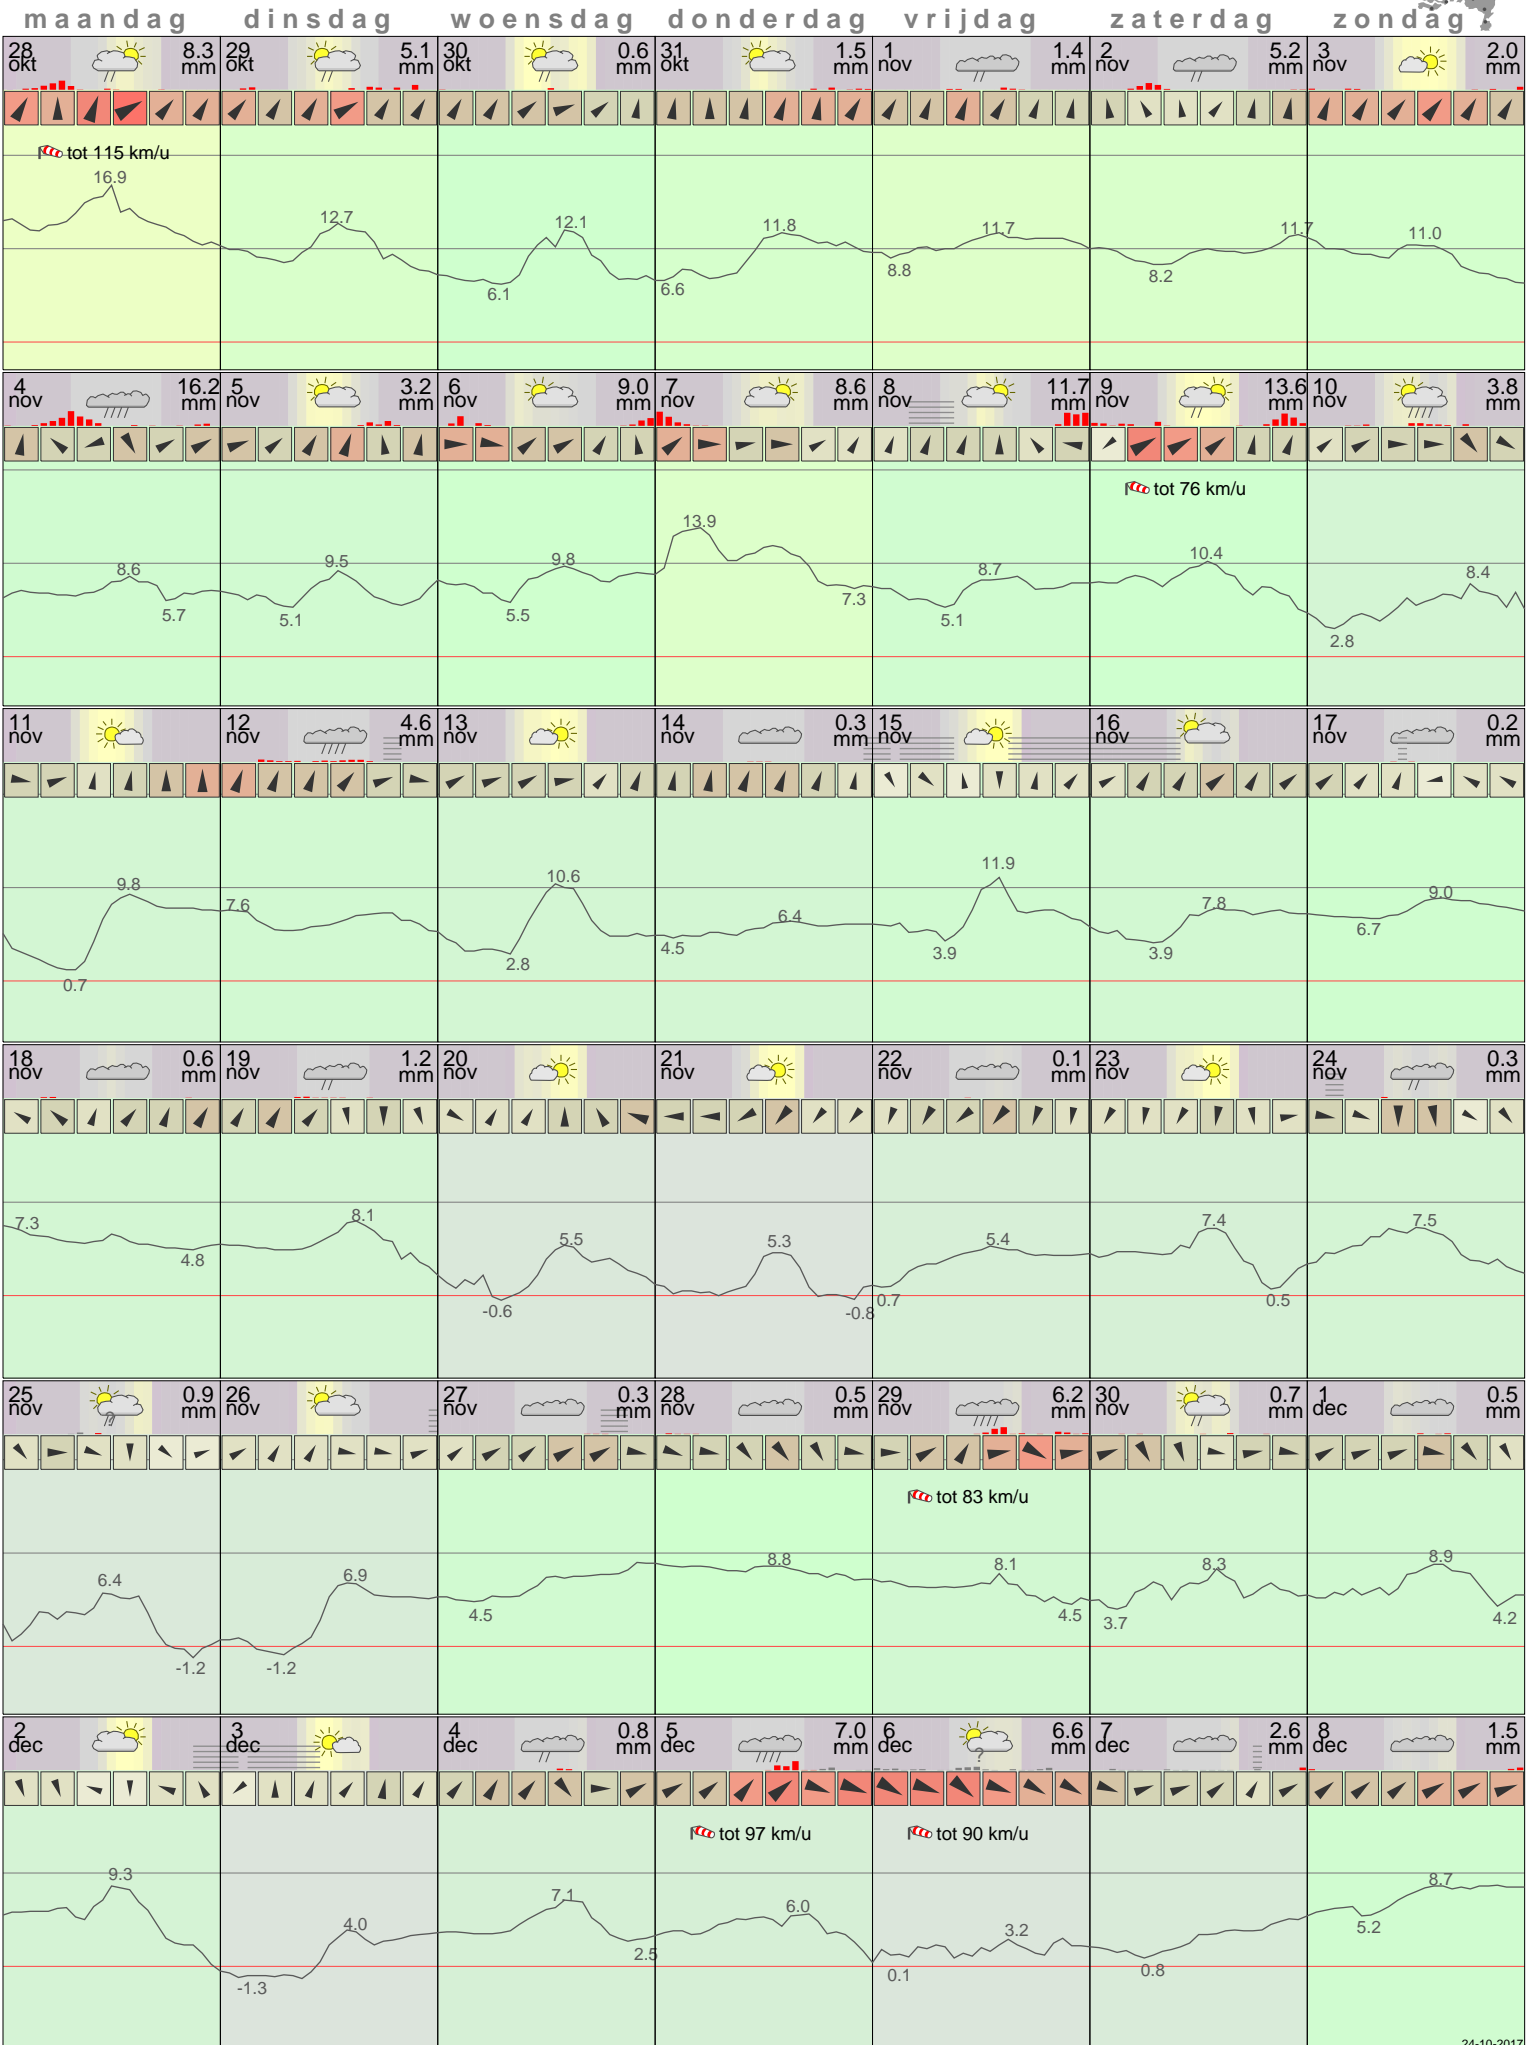 maandag dinsdag woensdag donderdag vrijdag zaterdag zondag
28 okt 8.3 mm 29 okt 5.1 mm 30 okt 0.6 mm 31 okt 1.5 mm 1 nov 1.4 mm 2 nov 5.2 mm 3 nov 2.0 mm
tot 115 km/u
16.9 12.7 6.1 12.1 6.6 11.8 8.8 11.7 8.2 11.7 11.0
4 nov 16.2 mm 5 nov 3.2 mm 6 nov 9.0 mm 7 nov 8.6 mm 8 nov 11.7 mm 9 nov 13.6 mm 10 nov 3.8 mm
tot 76 km/u
8.6 5.7 5.1 9.5 5.5 9.8 13.9 7.3 5.1 8.7 10.4 2.8 8.4
11 nov 12 nov 4.6 mm 13 nov 14 nov 0.3 mm 15 nov 16 nov 17 nov 0.2 mm
0.7 9.8 7.6 2.8 10.6 4.5 6.4 3.9 11.9 3.9 7.8 6.7 9.0
18 nov 0.6 mm 19 nov 1.2 mm 20 nov 21 nov 22 nov 0.1 mm 23 nov 24 nov 0.3 mm
7.3 4.8 8.1 -0.6 5.5 5.3 -0.8 0.7 5.4 7.4 0.5 7.5
25 nov 0.9 mm 26 nov 27 nov 0.3 mm 28 nov 0.5 mm 29 nov 6.2 mm 30 nov 0.7 mm 1 dec 0.5 mm
?
tot 83 km/u
6.4 -1.2 -1.2 6.9 4.5 8.8 8.1 4.5 3.7 8.3 8.9 4.2
2 dec 3 dec 4 dec 0.8 mm 5 dec 7.0 mm 6 dec 6.6 mm 7 dec 2.6 mm 8 dec 1.5 mm
?
tot 97 km/u tot 90 km/u
9.3 -1.3 4.0 7.1 2.5 6.0 0.1 3.2 0.8 5.2 8.7
24-10-2017